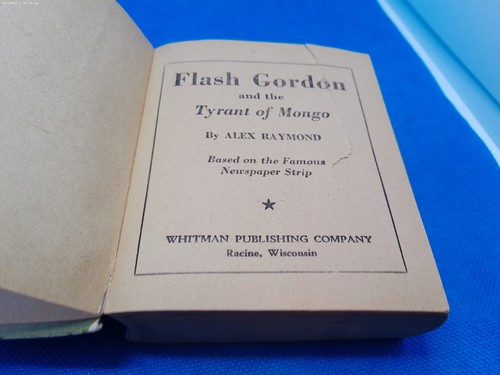 Flash Gordon
and the
Tyrant of Mongo
By ALEX RAYMOND
Based on the Famous
Newspaper Strip
WHITMAN PUBLISHING COMPANY
Racine, Wisconsin